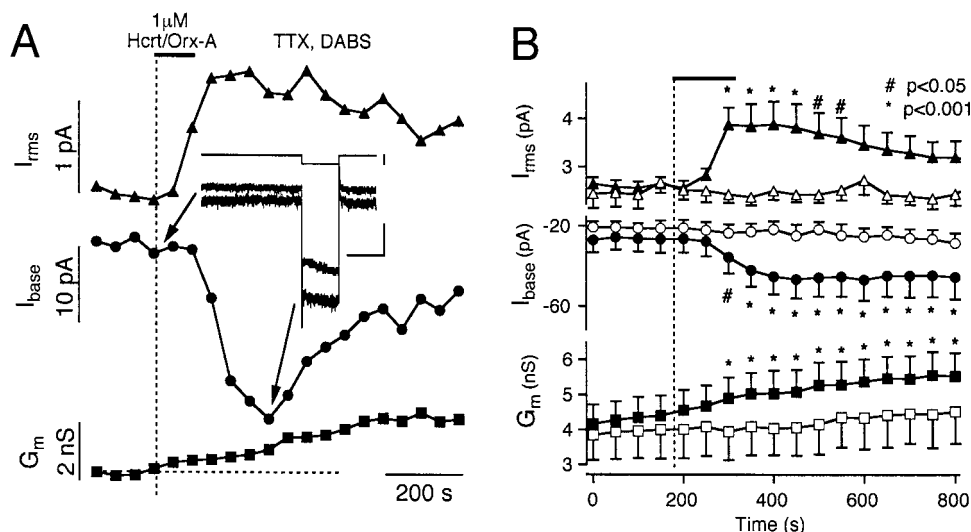 A
1μM
Hcrt/Orx-A
TTX, DABS
Irms
1 pA
Ibase
10 pA
Gm
2 nS
200 s
B
# p<0.05
* p<0.001
Irms (pA)
4
3
* * * * # #
Ibase (pA)
-20
-60
# * * * * * * * * * *
Gm (nS)
6
5
4
3
* * * * * * * * * * *
0 200 400 600 800
Time (s)